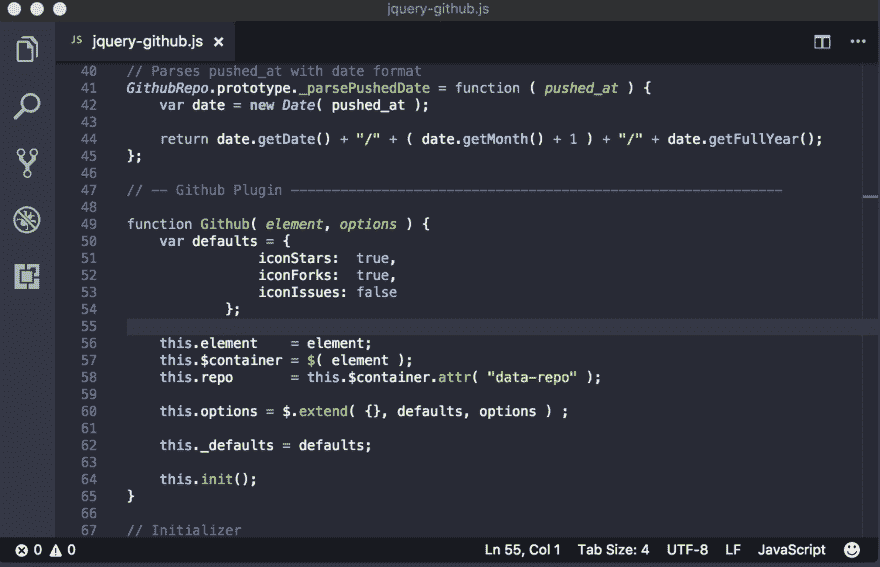 jquery-github.js
JS jquery-github.js ×
40 // Parses pushed_at with date format
41 GithubRepo.prototype._parsePushedDate = function ( pushed_at ) {
42     var date = new Date( pushed_at );
43
44     return date.getDate() + "/" + ( date.getMonth() + 1 ) + "/" + date.getFullYear();
45 };
46
47 // -- Github Plugin ------------------------------------------------------------
48
49 function Github( element, options ) {
50     var defaults = {
51                 iconStars:  true,
52                 iconForks:  true,
53                 iconIssues: false
54             };
55
56     this.element    = element;
57     this.$container = $( element );
58     this.repo       = this.$container.attr( "data-repo" );
59
60     this.options = $.extend( {}, defaults, options ) ;
61
62     this._defaults = defaults;
63
64     this.init();
65 }
66
67 // Initializer
0 0 Ln 55, Col 1 Tab Size: 4 UTF-8 LF JavaScript